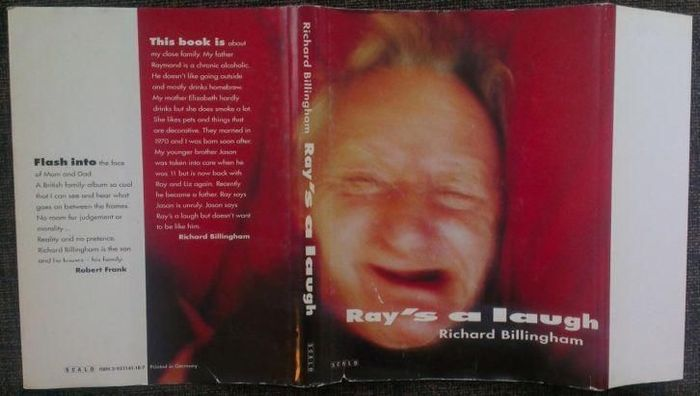 Flash into the face
of Mom and Dad.
A British family album so cool
that I can see and hear what
goes on between the frames.
No room for judgement or
morality...
Reality and no pretence.
Richard Billingham is the son
and he knows – his family.
Robert Frank
This book is about
my close family. My father
Raymond is a chronic alcoholic.
He doesn't like going outside
and mostly drinks homebrew.
My mother Elizabeth hardly
drinks but she does smoke a lot.
She likes pets and things that
are decorative. They married in
1970 and I was born soon after.
My younger brother Jason
was taken into care when he
was 11 but is now back with
Ray and Liz again. Recently
he became a father. Ray says
Jason is unruly. Jason says
Ray's a laugh but doesn't want
to be like him.
Richard Billingham
SCALO
Printed in Germany
Richard Billingham Ray's a laugh
SCALO
Ray's a laugh
Richard Billingham
SCALO